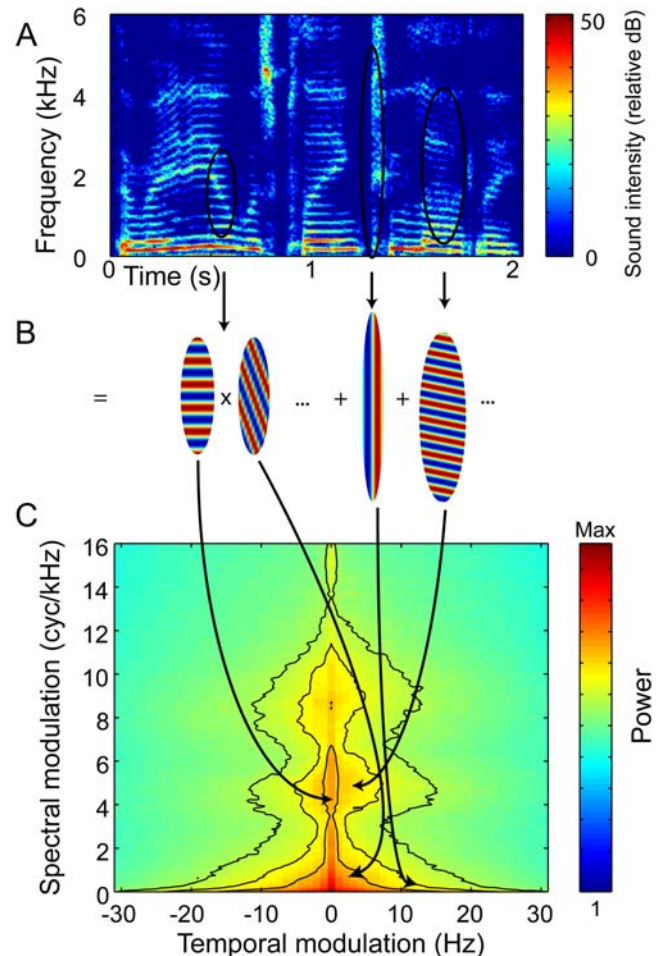 A
6
4
2
0
Frequency (kHz)
0
Time (s)
1
2
50
0
Sound intensity (relative dB)
B
=
x
...
+
+
...
C
16
14
12
10
8
6
4
2
0
Spectral modulation (cyc/kHz)
-30 -20 -10 0 10 20 30
Temporal modulation (Hz)
Max
1
Power